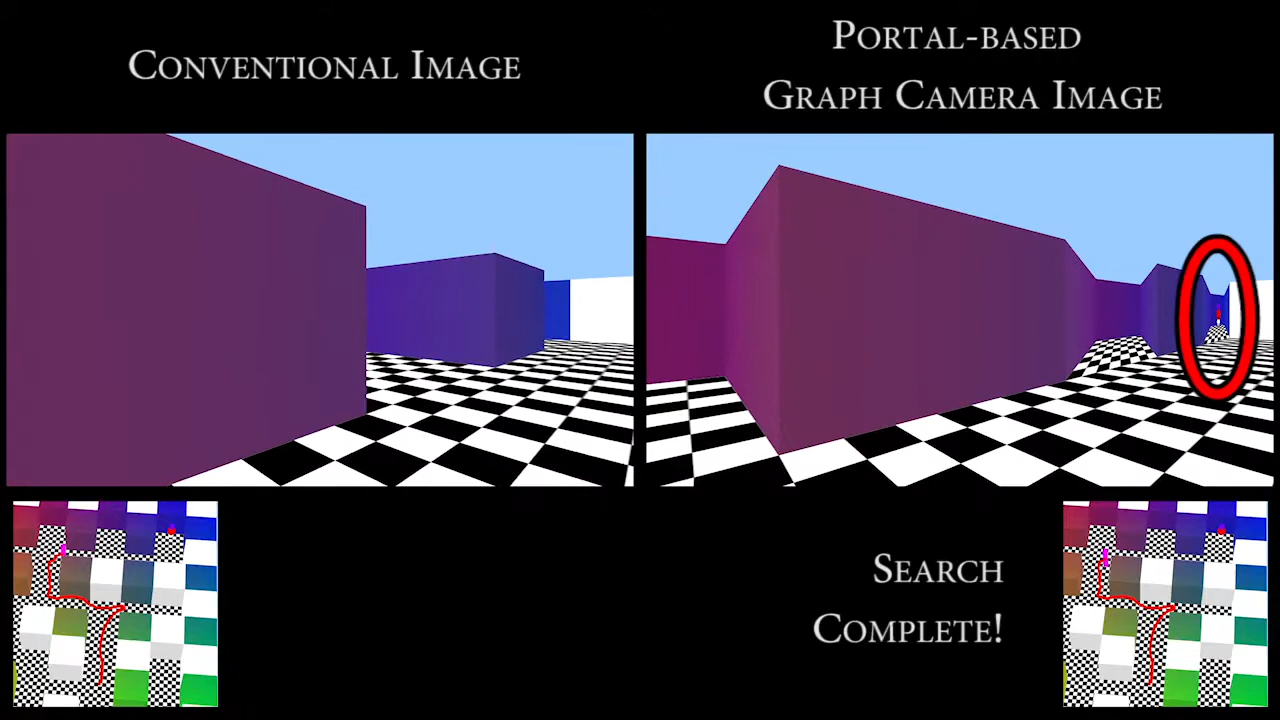 Conventional Image
Portal-based
Graph Camera Image
Search
Complete!